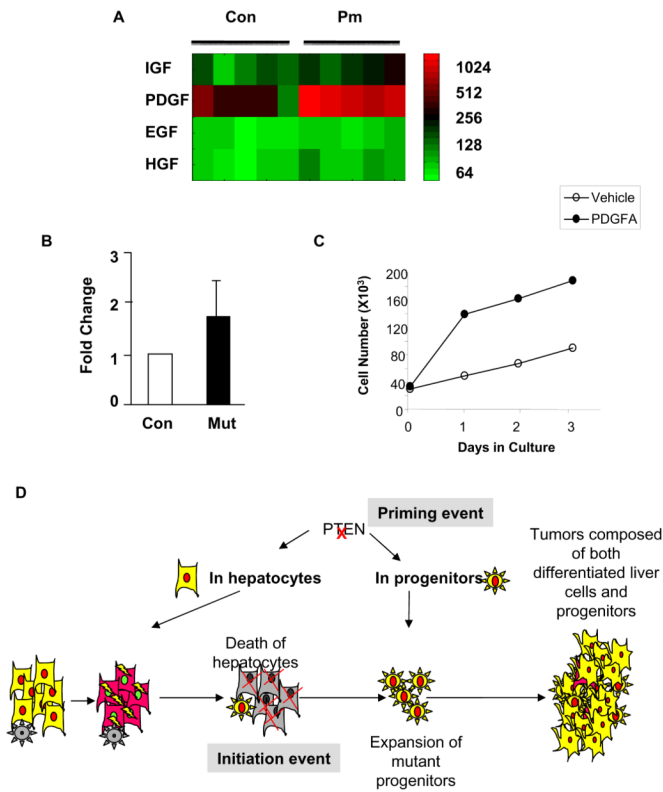 A
Con
Pm
IGF
PDGF
EGF
HGF
1024
512
256
128
64
Vehicle
PDGFA
B
Fold Change
3
2
1
0
Con
Mut
C
Cell Number (X10³)
200
160
120
80
40
0
0
1
2
3
Days in Culture
D
Priming event
PTEN
In hepatocytes
In progenitors
Tumors composed
of both
differentiated liver
cells and
progenitors
Death of
hepatocytes
Initiation event
Expansion of
mutant
progenitors